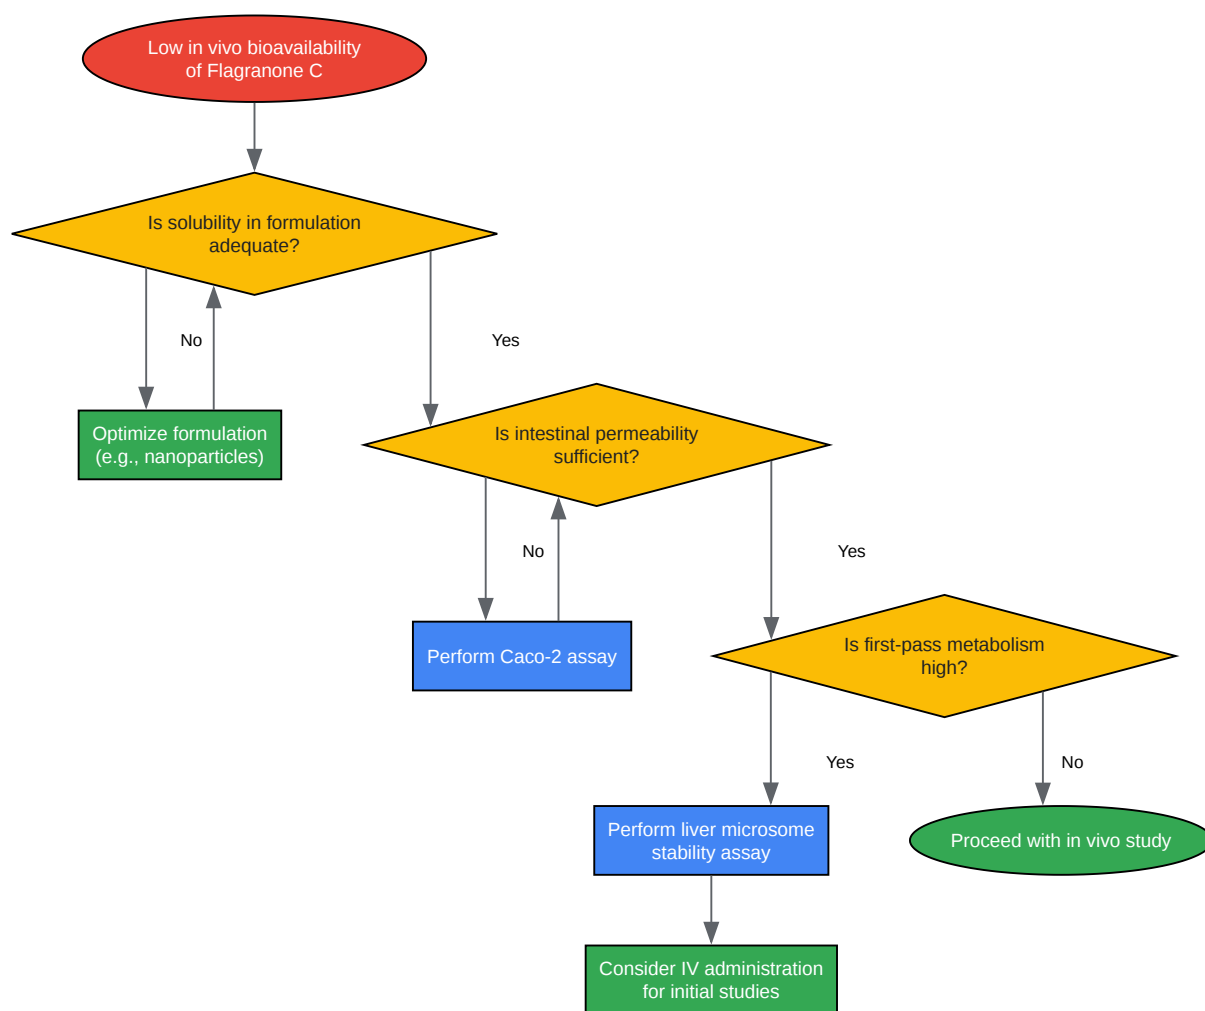 Low in vivo bioavailability
of Flagranone C
Is solubility in formulation
adequate?
No
Yes
Optimize formulation
(e.g., nanoparticles)
Is intestinal permeability
sufficient?
No
Yes
Perform Caco-2 assay
Is first-pass metabolism
high?
Yes
No
Perform liver microsome
stability assay
Proceed with in vivo study
Consider IV administration
for initial studies